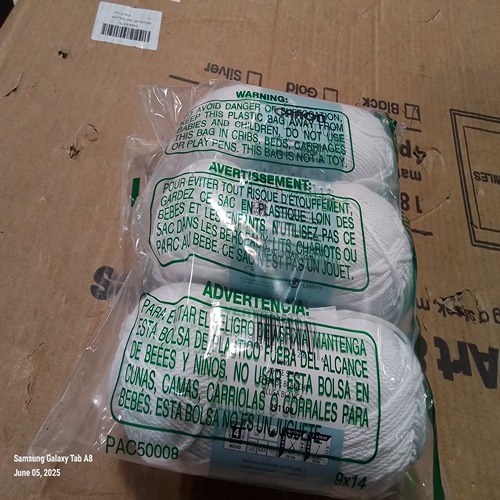 WARNING:
AVOID DANGER OF
KEEP THIS PLASTIC BAG AWAY FROM
BABIES AND CHILDREN. DO NOT USE
THIS BAG IN CRIBS, BEDS, CARRIAGES
OR PLAY PENS. THIS BAG IS NOT A TOY.
AVERTISSEMENT:
POUR ÉVITER TOUT RISQUE D'ÉTOUFFEMENT,
GARDEZ CE SAC EN PLASTIQUE LOIN DES
BÉBÉS ET LES ENFANTS. N'UTILISEZ PAS CE
SAC DANS LES BERCEAUX, LITS, CHARIOTS OU
PARC AU BEBE. CE SAC N'EST PAS UN JOUET.
ADVERTENCIA:
PARA EVITAR EL PELIGRO DE ASFIXIA MANTENGA
ESTA BOLSA DE PLASTICO FUERA DEL ALCANCE
DE BEBES Y NIÑOS. NO USAR ESTA BOLSA EN
CUNAS, CAMAS, CARRIOLAS O CORRALES PARA
BEBES. ESTA BOLSA NO ES UN JUGUETE.
PAC50008
9x14
Silver
Gold
Black
18
MILES
Art
Samsung Galaxy Tab A8
June 05, 2025